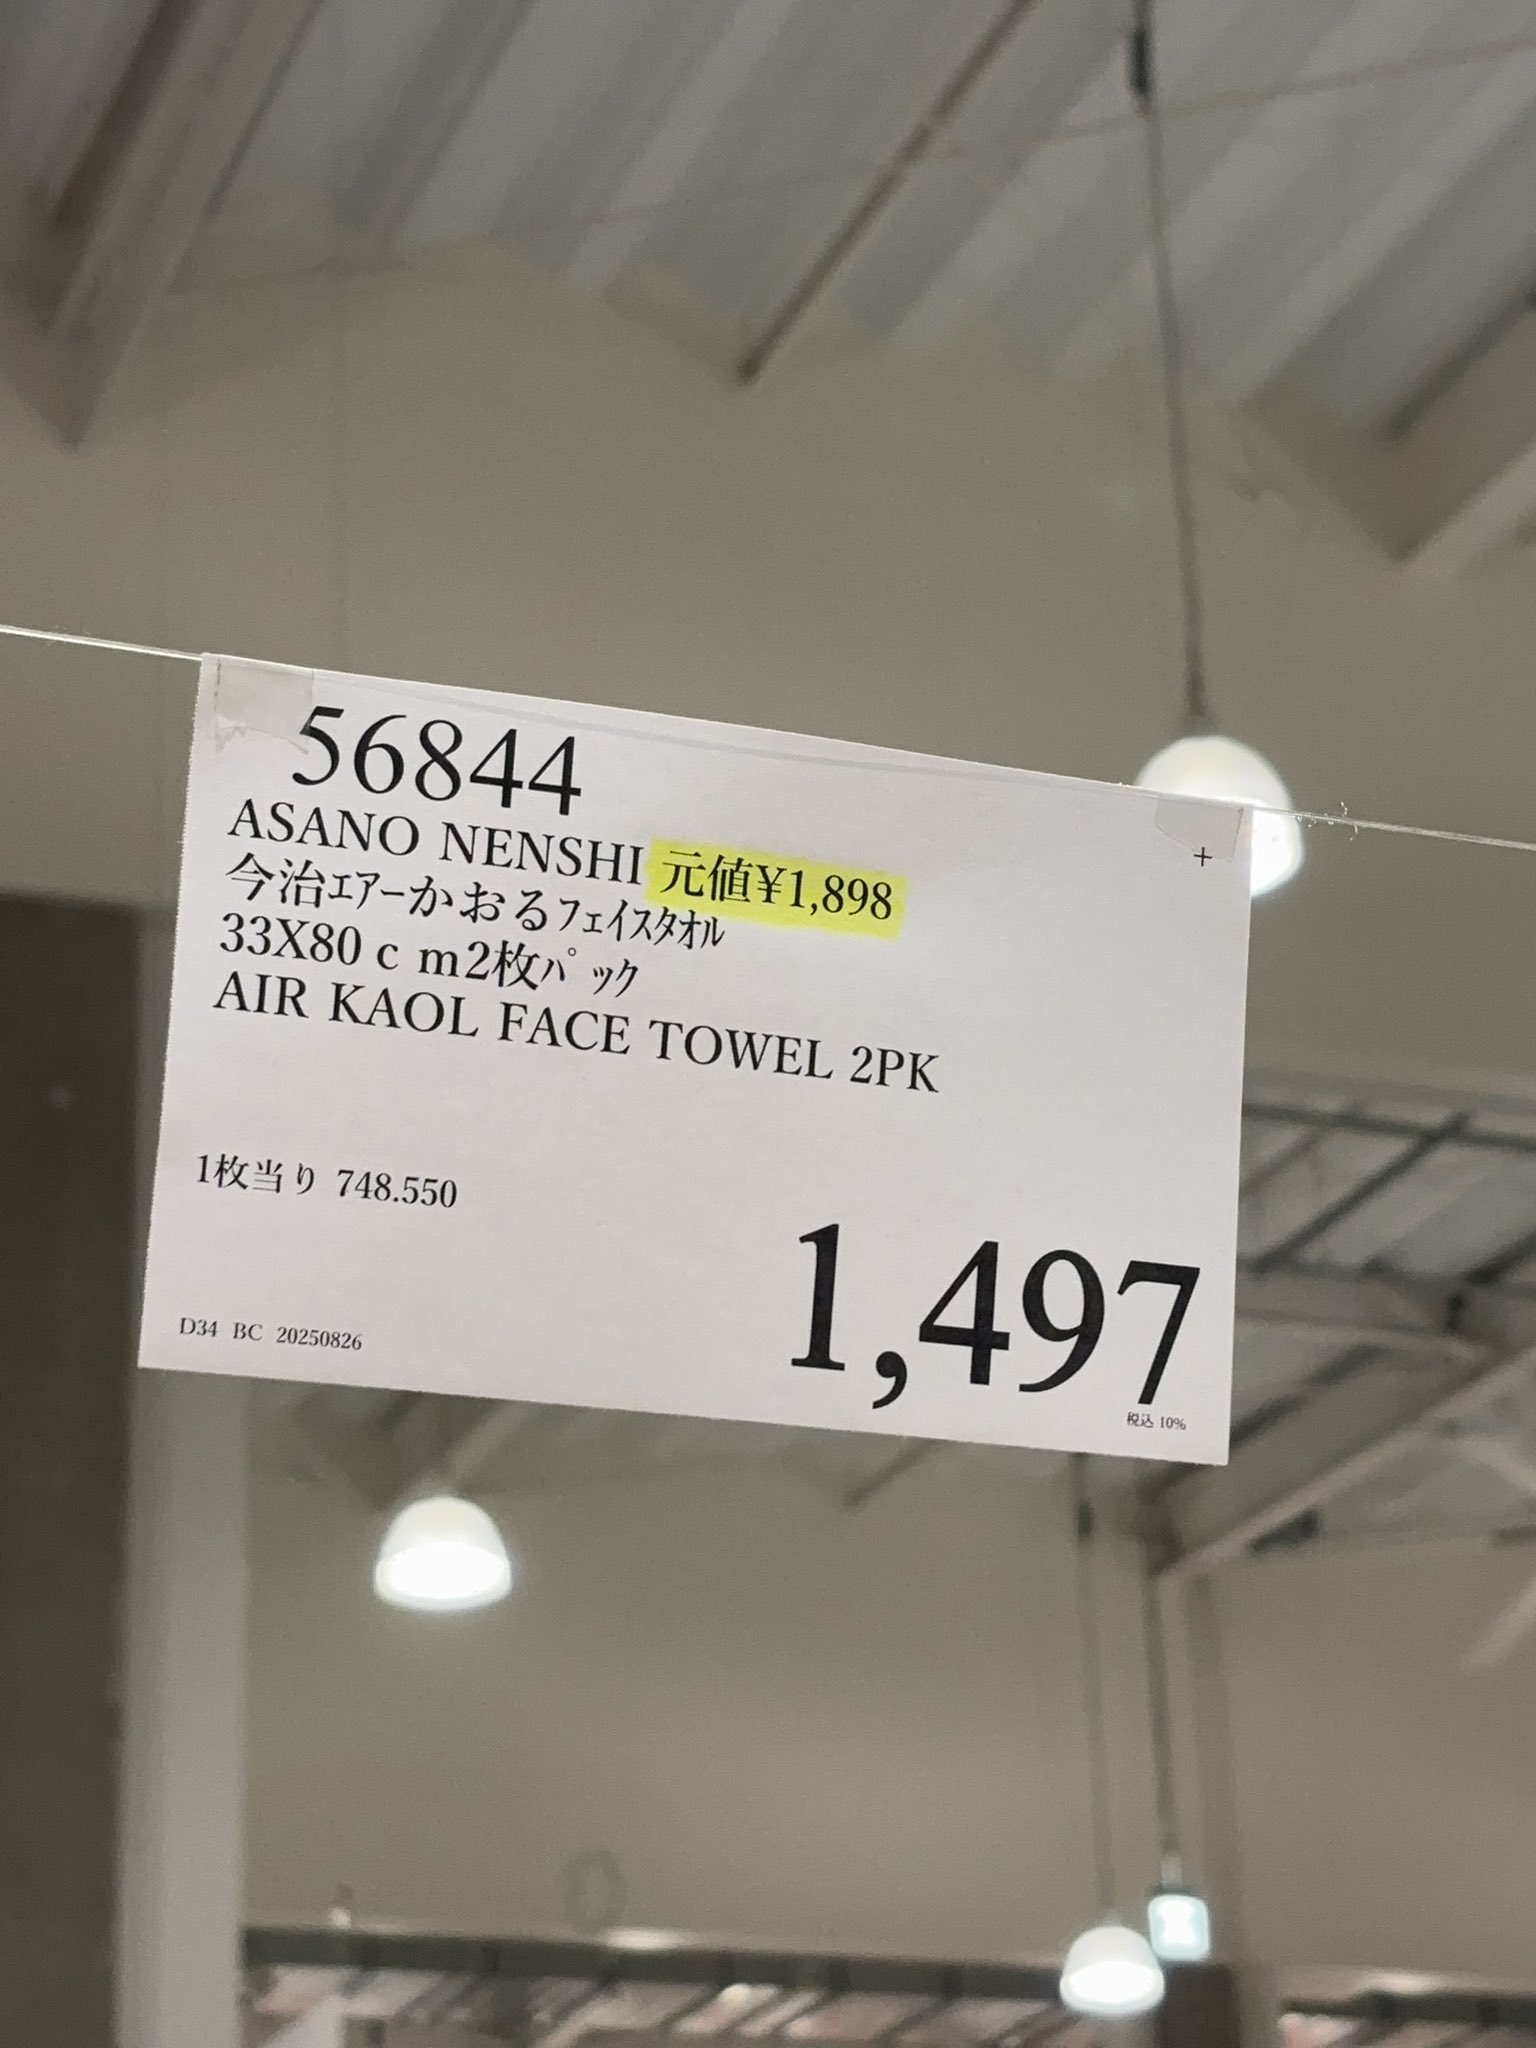 56844
+
ASANO NENSHI 元値¥1,898
今治ｴｱｰかおるﾌｪｲｽﾀｵﾙ
33X80ｃｍ2枚ﾊﾟｯｸ
AIR KAOL FACE TOWEL 2PK
1枚当り 748.550
1,497
税込 10%
D34 BC 20250826